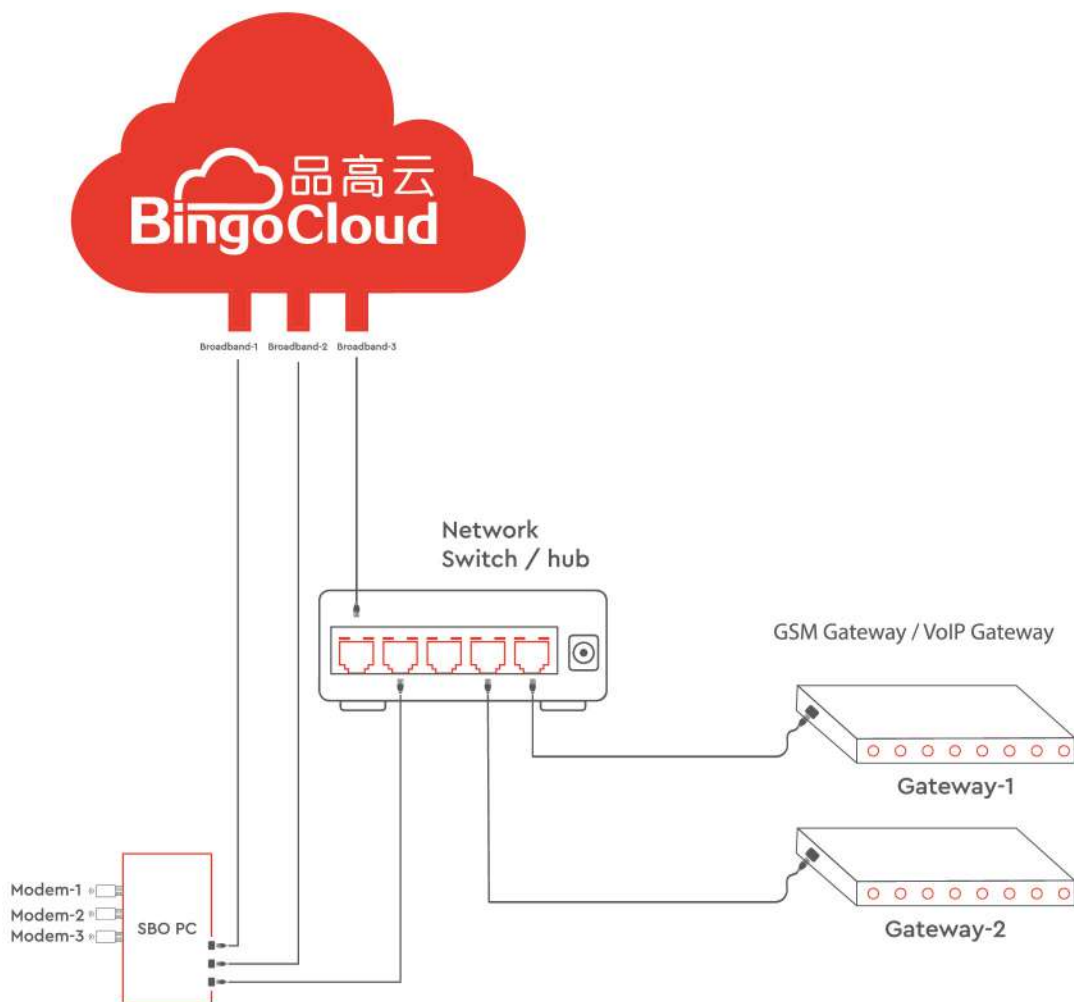 品高云
BingoCloud
Broadband-1 Broadband-2 Broadband-3
Network
Switch / hub
GSM Gateway / VoIP Gateway
Gateway-1
Modem-1
Modem-2
Modem-3
SBO PC
Gateway-2